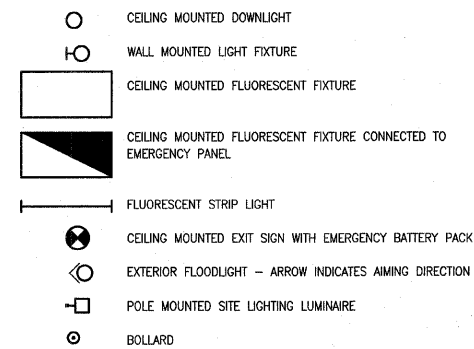 CEILING MOUNTED DOWNLIGHT
WALL MOUNTED LIGHT FIXTURE
CEILING MOUNTED FLUORESCENT FIXTURE
CEILING MOUNTED FLUORESCENT FIXTURE CONNECTED TO
EMERGENCY PANEL
FLUORESCENT STRIP LIGHT
CEILING MOUNTED EXIT SIGN WITH EMERGENCY BATTERY PACK
EXTERIOR FLOODLIGHT – ARROW INDICATES AIMING DIRECTION
POLE MOUNTED SITE LIGHTING LUMINAIRE
BOLLARD